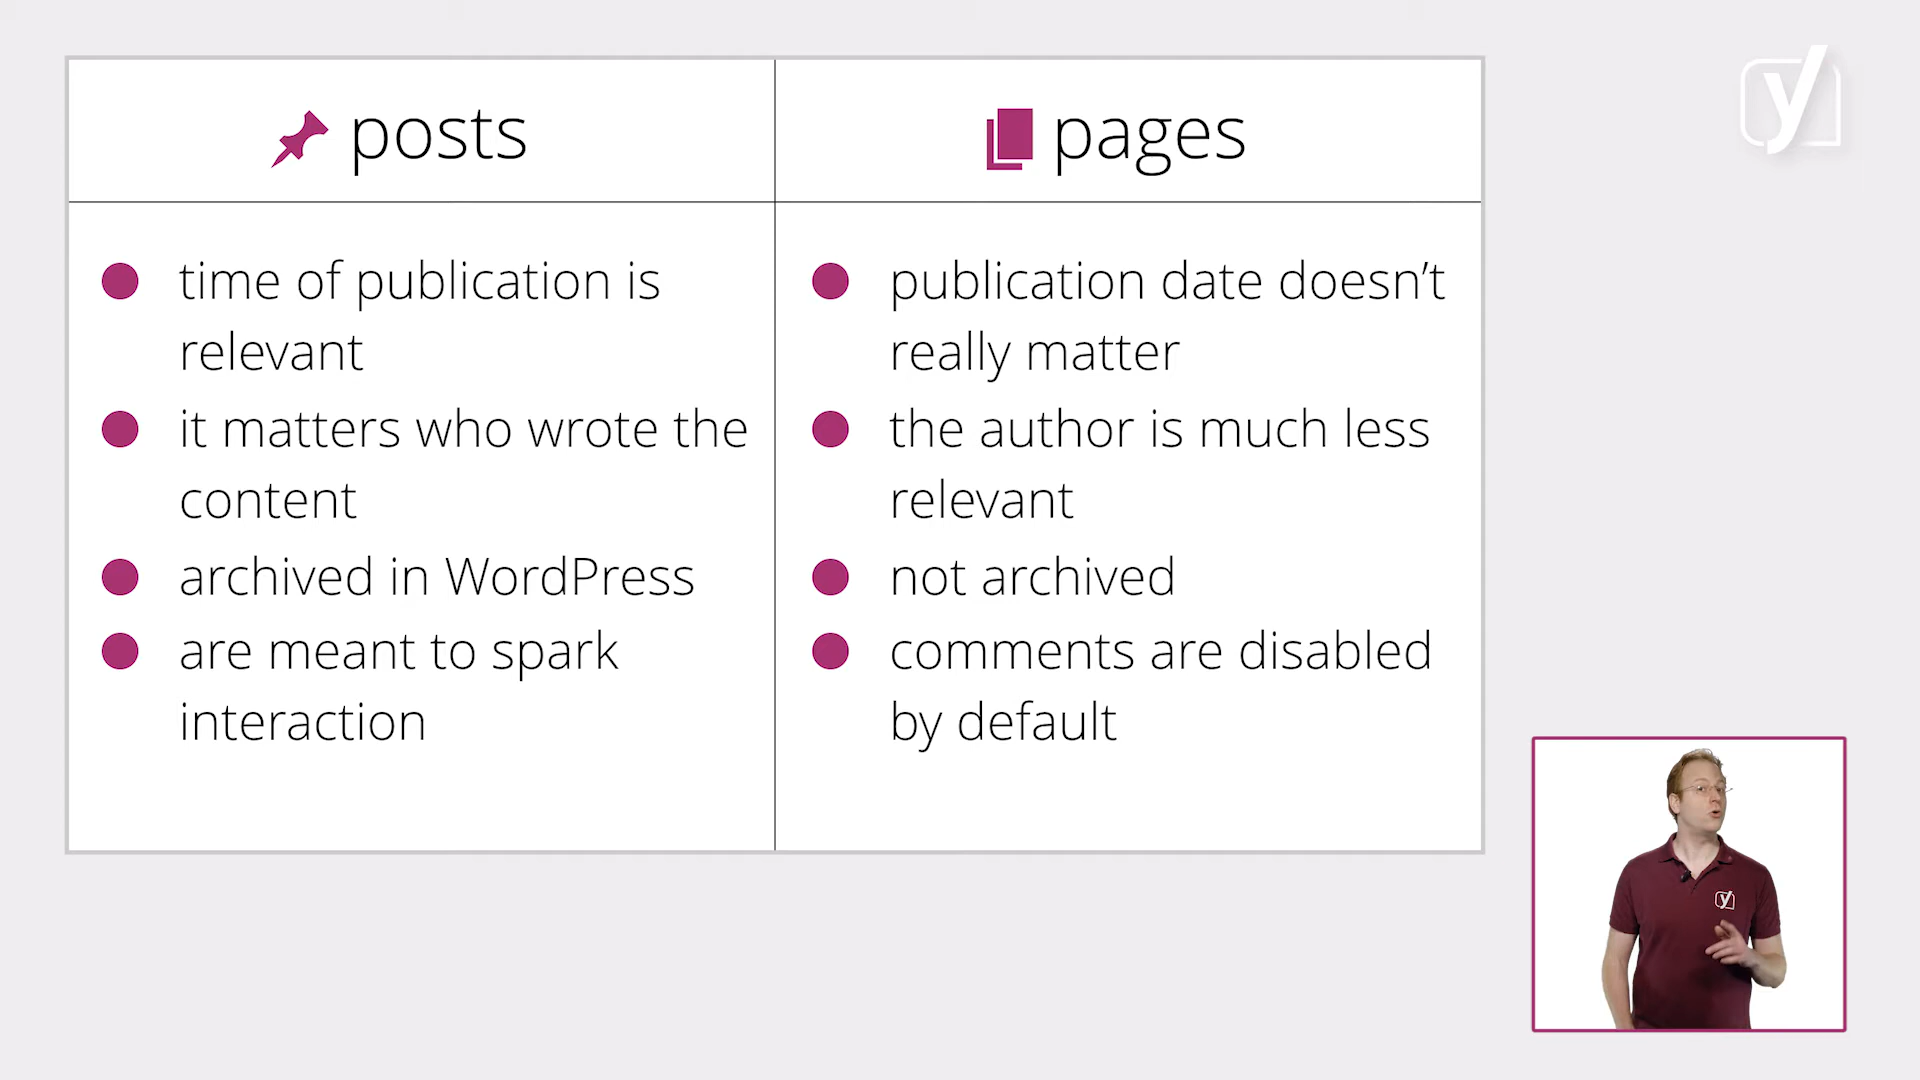 posts
pages
time of publication is
relevant
it matters who wrote the
content
archived in WordPress
are meant to spark
interaction
publication date doesn’t
really matter
the author is much less
relevant
not archived
comments are disabled
by default
y
y